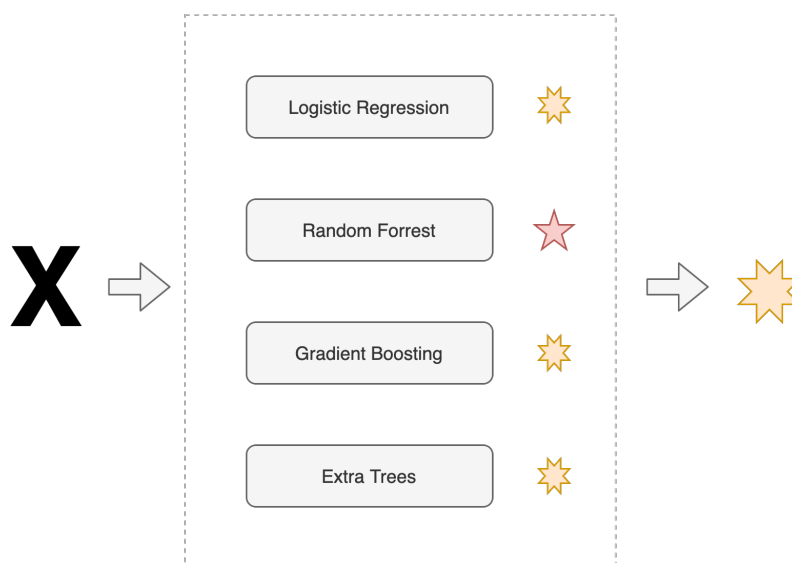 Logistic Regression
Random Forrest
X
Gradient Boosting
Extra Trees